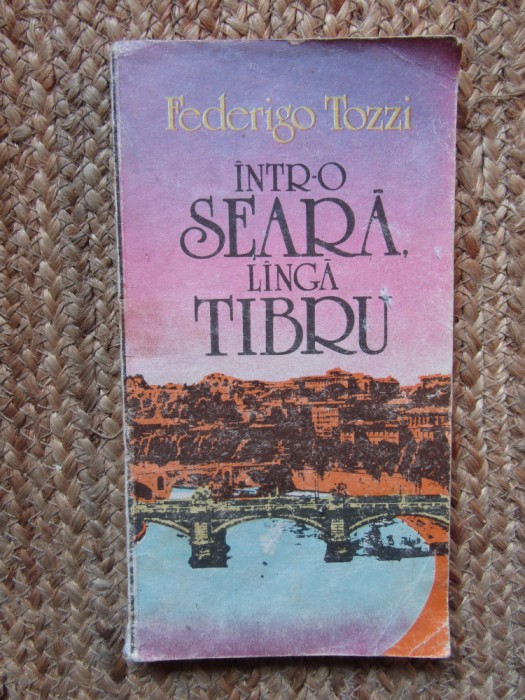 Federigo Tozzi
ÎNTR-O
SEARĂ,
LÎNGĂ
TIBRU